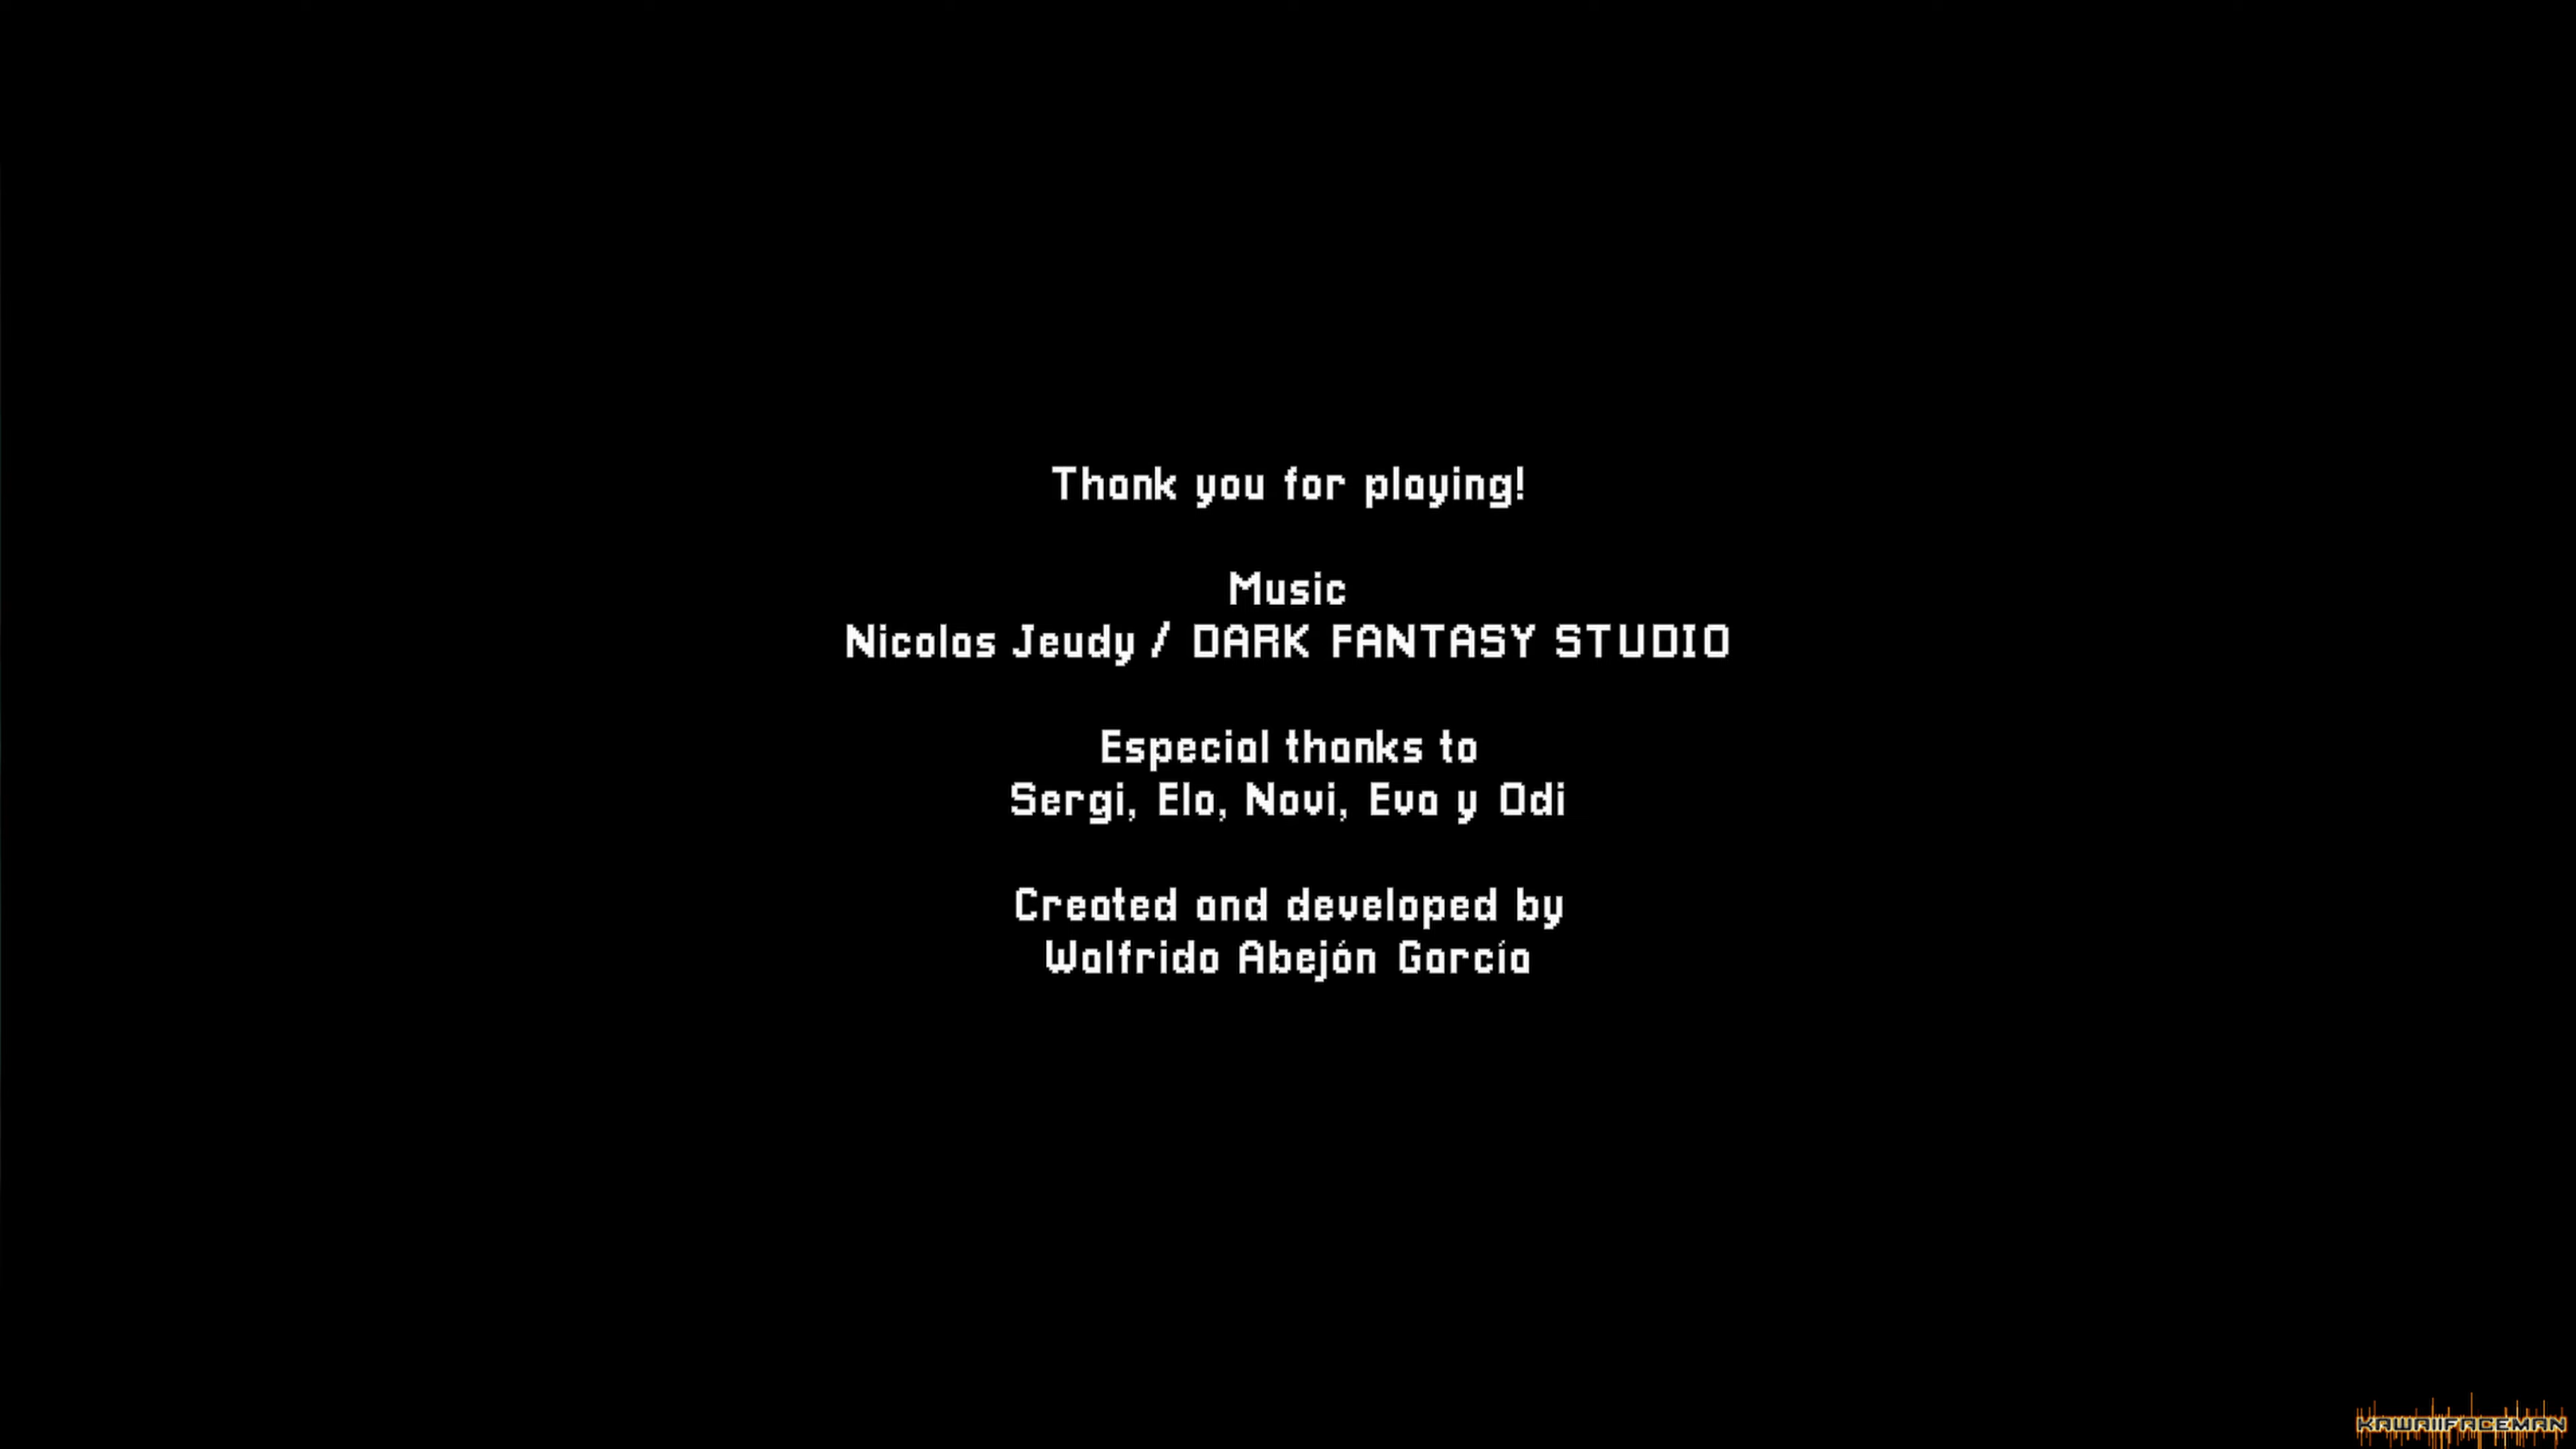 Thank you for playing!
Music
Nicolas Jeudy / DARK FANTASY STUDIO
Especial thanks to
Sergi, Elo, Navi, Eva y Odi
Created and developed by
Walfrido Abejón García
KAWAIIFACEMAN